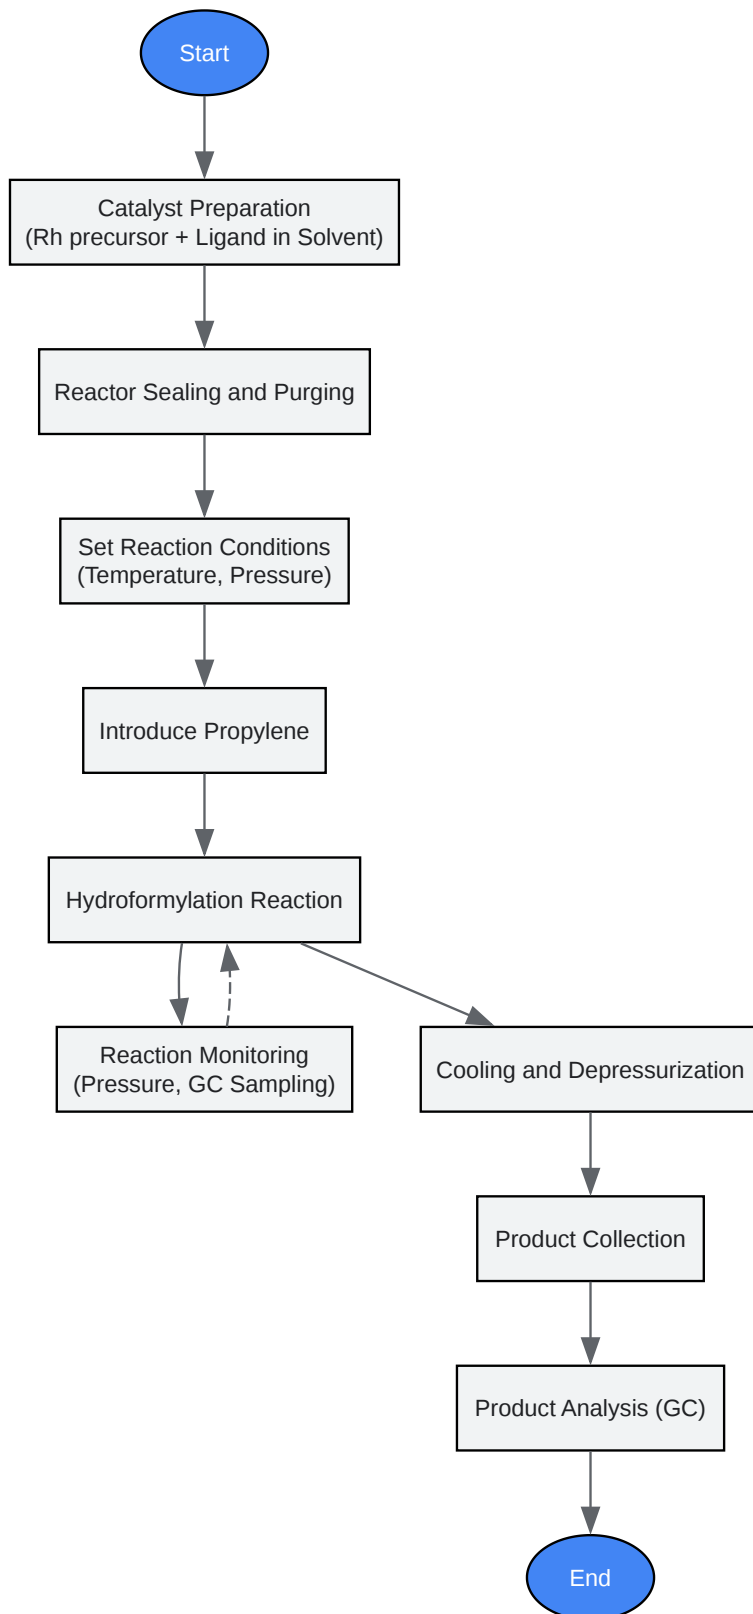 Start
Catalyst Preparation
(Rh precursor + Ligand in Solvent)
Reactor Sealing and Purging
Set Reaction Conditions
(Temperature, Pressure)
Introduce Propylene
Hydroformylation Reaction
Reaction Monitoring
(Pressure, GC Sampling)
Cooling and Depressurization
Product Collection
Product Analysis (GC)
End